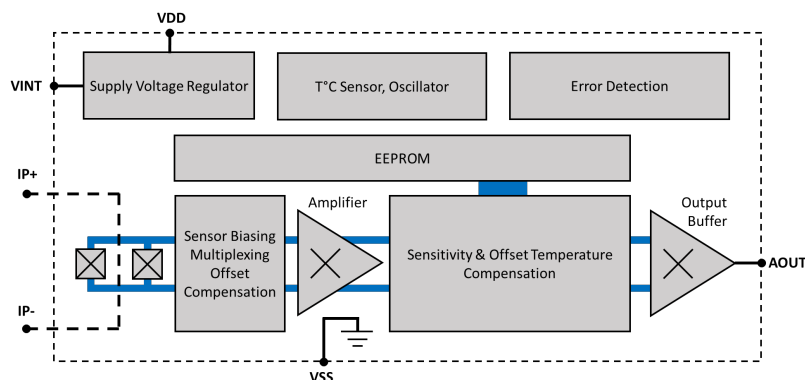 VDD
VINT
Supply Voltage Regulator
T°C Sensor, Oscillator
Error Detection
EEPROM
IP+
Amplifier
Output
Buffer
Sensor Biasing
Multiplexing
Offset
Compensation
Sensitivity & Offset Temperature
Compensation
AOUT
IP-
VSS